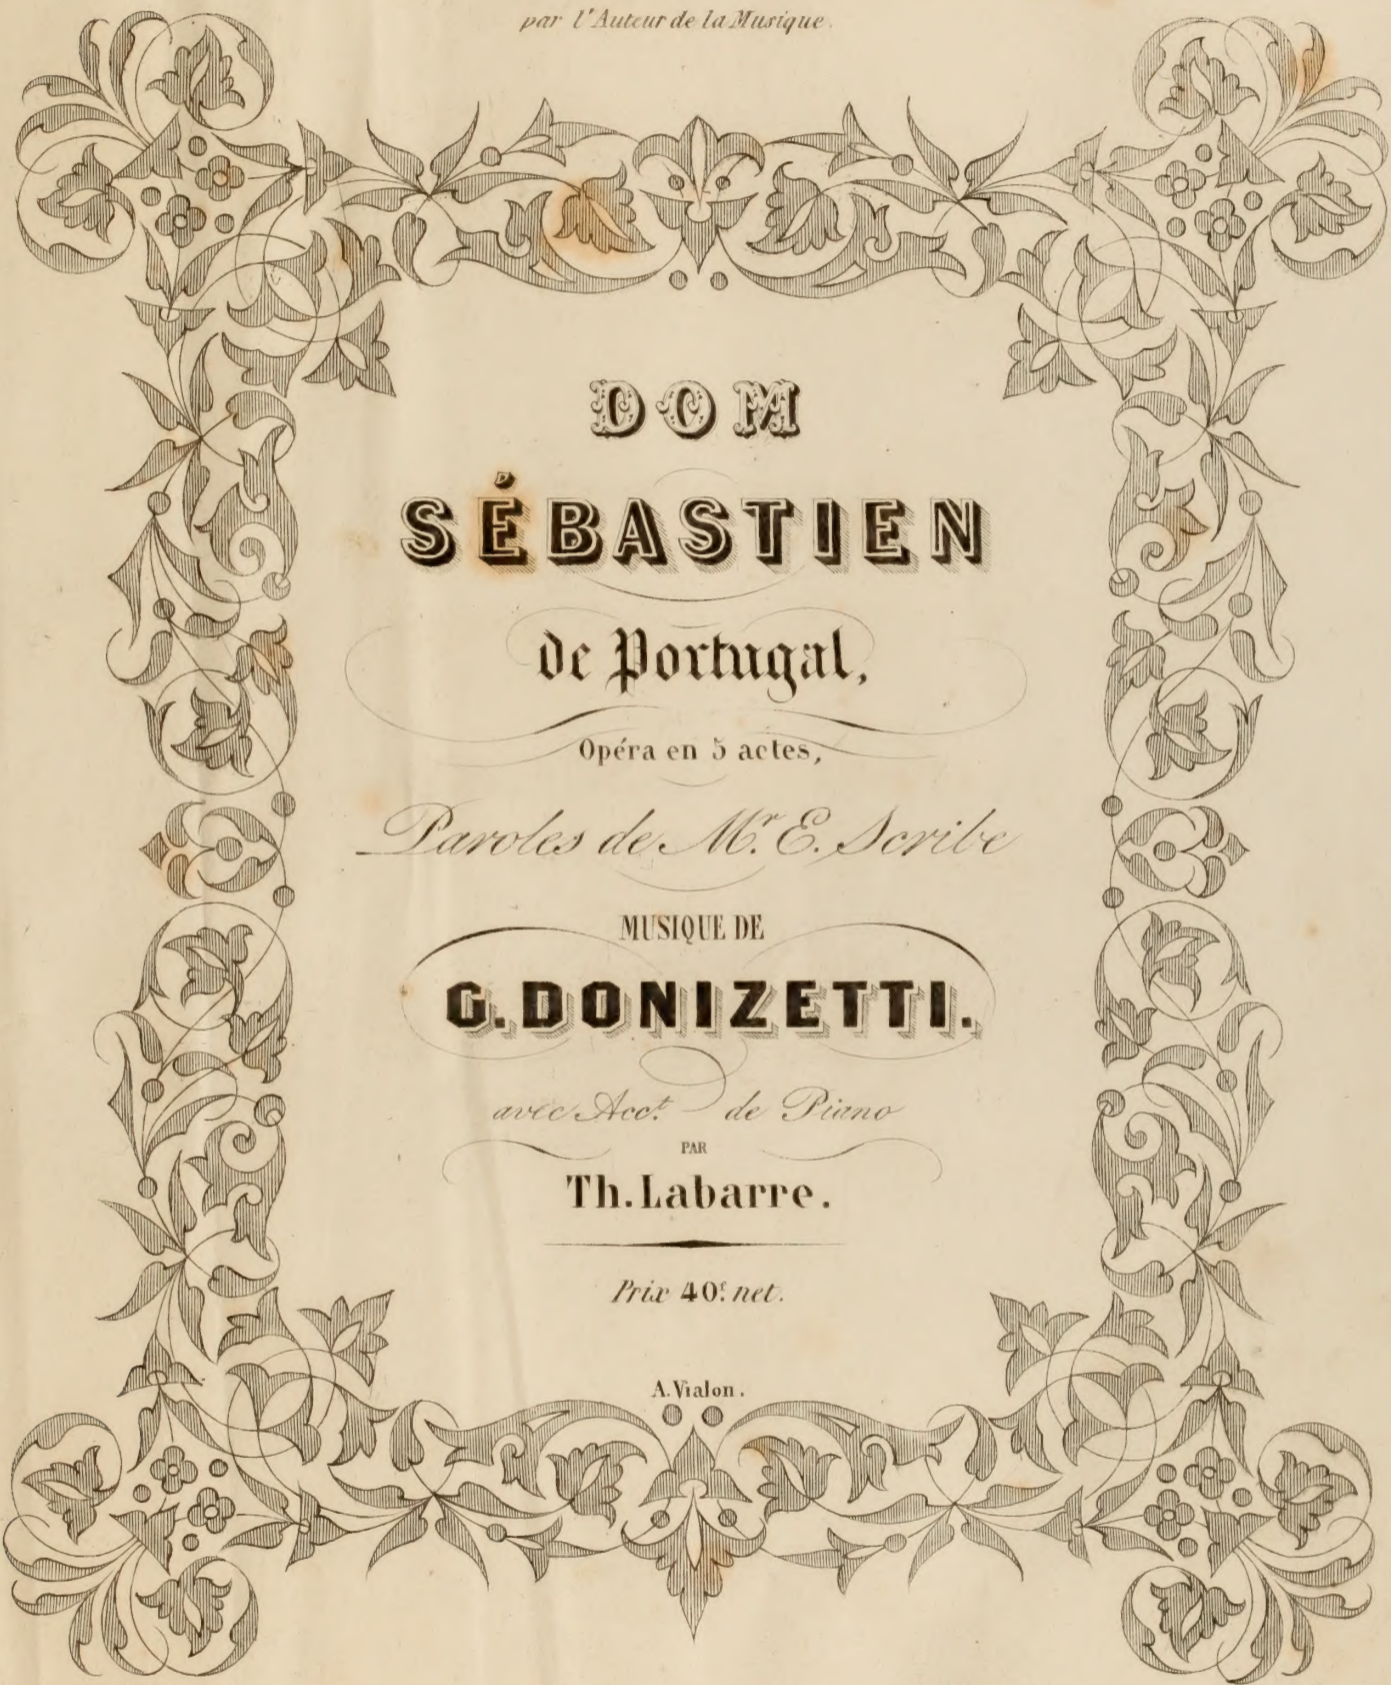 par l'Auteur de la Musique.
DOM
SÉBASTIEN
de Portugal,
Opéra en 5 actes,
Paroles de Mr. E. Scribe
MUSIQUE DE
G. DONIZETTI.
avec Acct. de Piano
PAR
Th. Labarre.
Prix 40f. net.
A. Vialon.